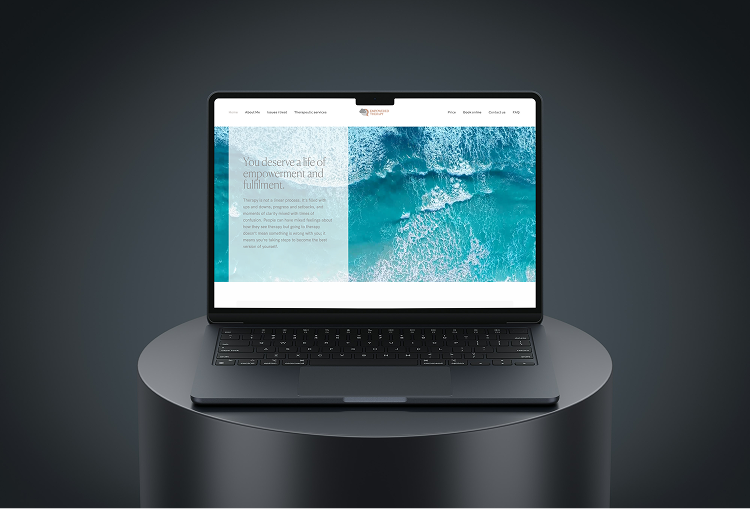 Home About Me Issues I treat Therapeutic services
EMPOWERED
THERAPY
Price Book online Contact us FAQ
You deserve a life of
empowerment and
fulfilment.
Therapy is not a linear process. It's filled with
ups and downs, progress and setbacks, and
moments of clarity mixed with times of
confusion. People can have mixed feelings about
how they see therapy but going to therapy
doesn't mean something is wrong with you; it
means you're taking steps to become the best
version of yourself.